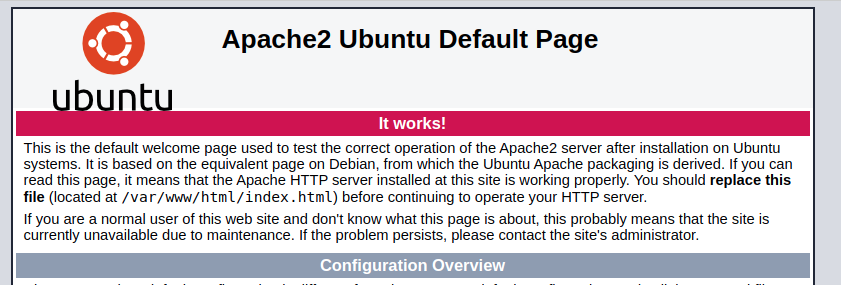 Apache2 Ubuntu Default Page
ubuntu
It works!
This is the default welcome page used to test the correct operation of the Apache2 server after installation on Ubuntu
systems. It is based on the equivalent page on Debian, from which the Ubuntu Apache packaging is derived. If you can
read this page, it means that the Apache HTTP server installed at this site is working properly. You should replace this
file (located at /var/www/html/index.html) before continuing to operate your HTTP server.
If you are a normal user of this web site and don't know what this page is about, this probably means that the site is
currently unavailable due to maintenance. If the problem persists, please contact the site's administrator.
Configuration Overview